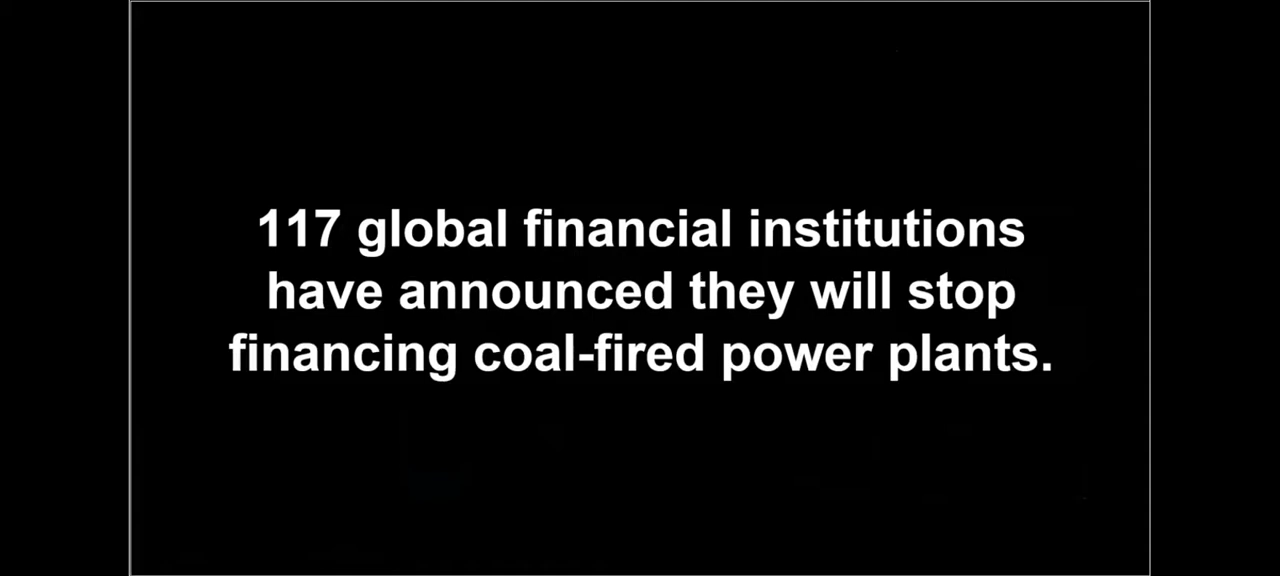 117 global financial institutions
have announced they will stop
financing coal-fired power plants.